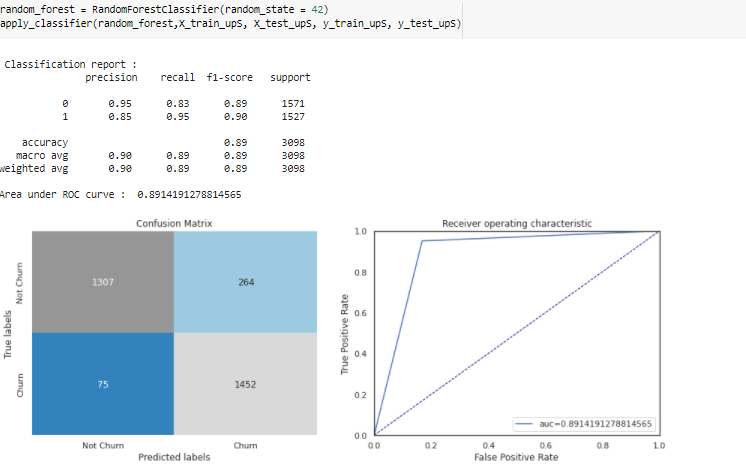 random_forest = RandomForestClassifier(random_state = 42)
apply_classifier(random_forest,X_train_upS, X_test_upS, y_train_upS, y_test_upS)
Classification report :
precision recall f1-score support
0 0.95 0.83 0.89 1571
1 0.85 0.95 0.90 1527
accuracy 0.89 3098
macro avg 0.90 0.89 0.89 3098
weighted avg 0.90 0.89 0.89 3098
Area under ROC curve : 0.8914191278814565
Confusion Matrix
True labels
Not Churn
Churn
1307 264
75 1452
Not Churn Churn
Predicted labels
Receiver operating characteristic
True Positive Rate
1.0
0.8
0.6
0.4
0.2
0.0
auc=0.8914191278814565
0.0 0.2 0.4 0.6 0.8 1.0
False Positive Rate